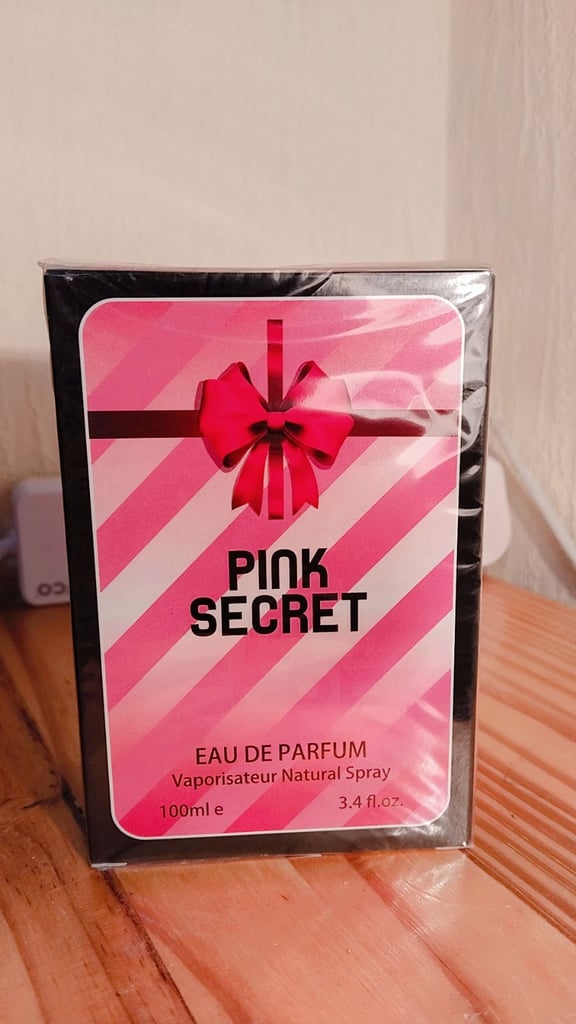 PINK
SECRET
EAU DE PARFUM
Vaporisateur Natural Spray
100ml e
3.4 fl.oz.